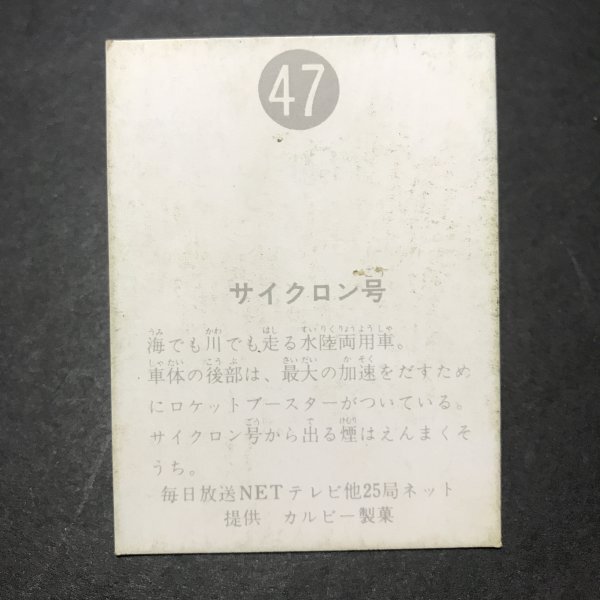 47
サイクロン号
海でも川でも走る水陸両用車。
車体の後部は、最大の加速をだすため
にロケットブースターがついている。
サイクロン号から出る煙はえんまくそ
うち。
毎日放送NETテレビ他25局ネット
提供 カルビー製菓